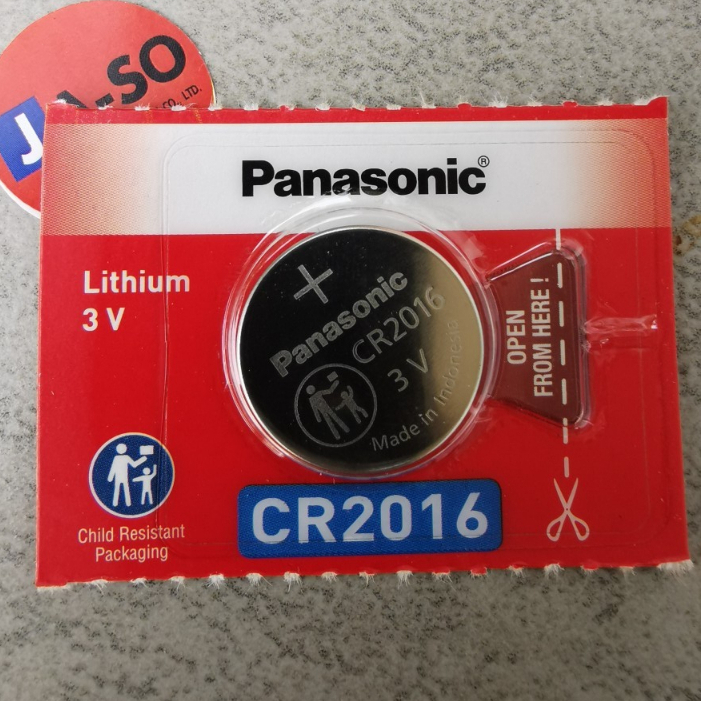 JA-SO
CO., LTD.
Panasonic®
Lithium
3 V
+
Panasonic
CR2016
3 V
Made in Indonesia
OPEN
FROM HERE !
Child Resistant
Packaging
CR2016